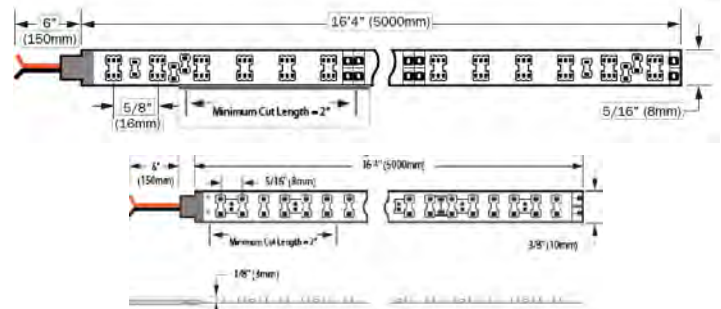 6" 16'4" (5000mm)
(150mm)
5/8"
(16mm)
Minimum Cut Length = 2"
5/16" (8mm)
6" 16'4" (5000mm)
(150mm) 5/16" (8mm)
Minimum Cut Length = 2"
3/8" (10mm)
1/8" (3mm)